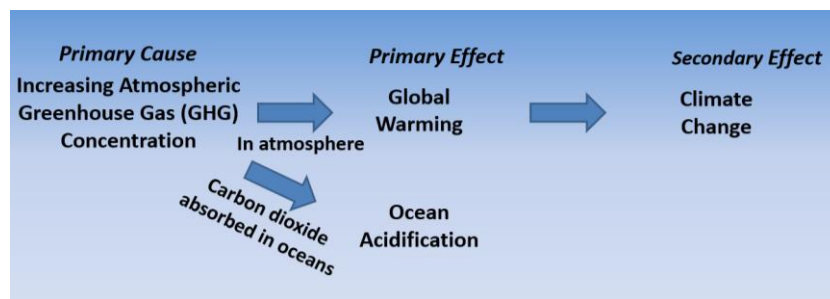 Primary Cause
Increasing Atmospheric
Greenhouse Gas (GHG)
Concentration
In atmosphere
Carbon dioxide
absorbed in oceans
Primary Effect
Global
Warming
Ocean
Acidification
Secondary Effect
Climate
Change